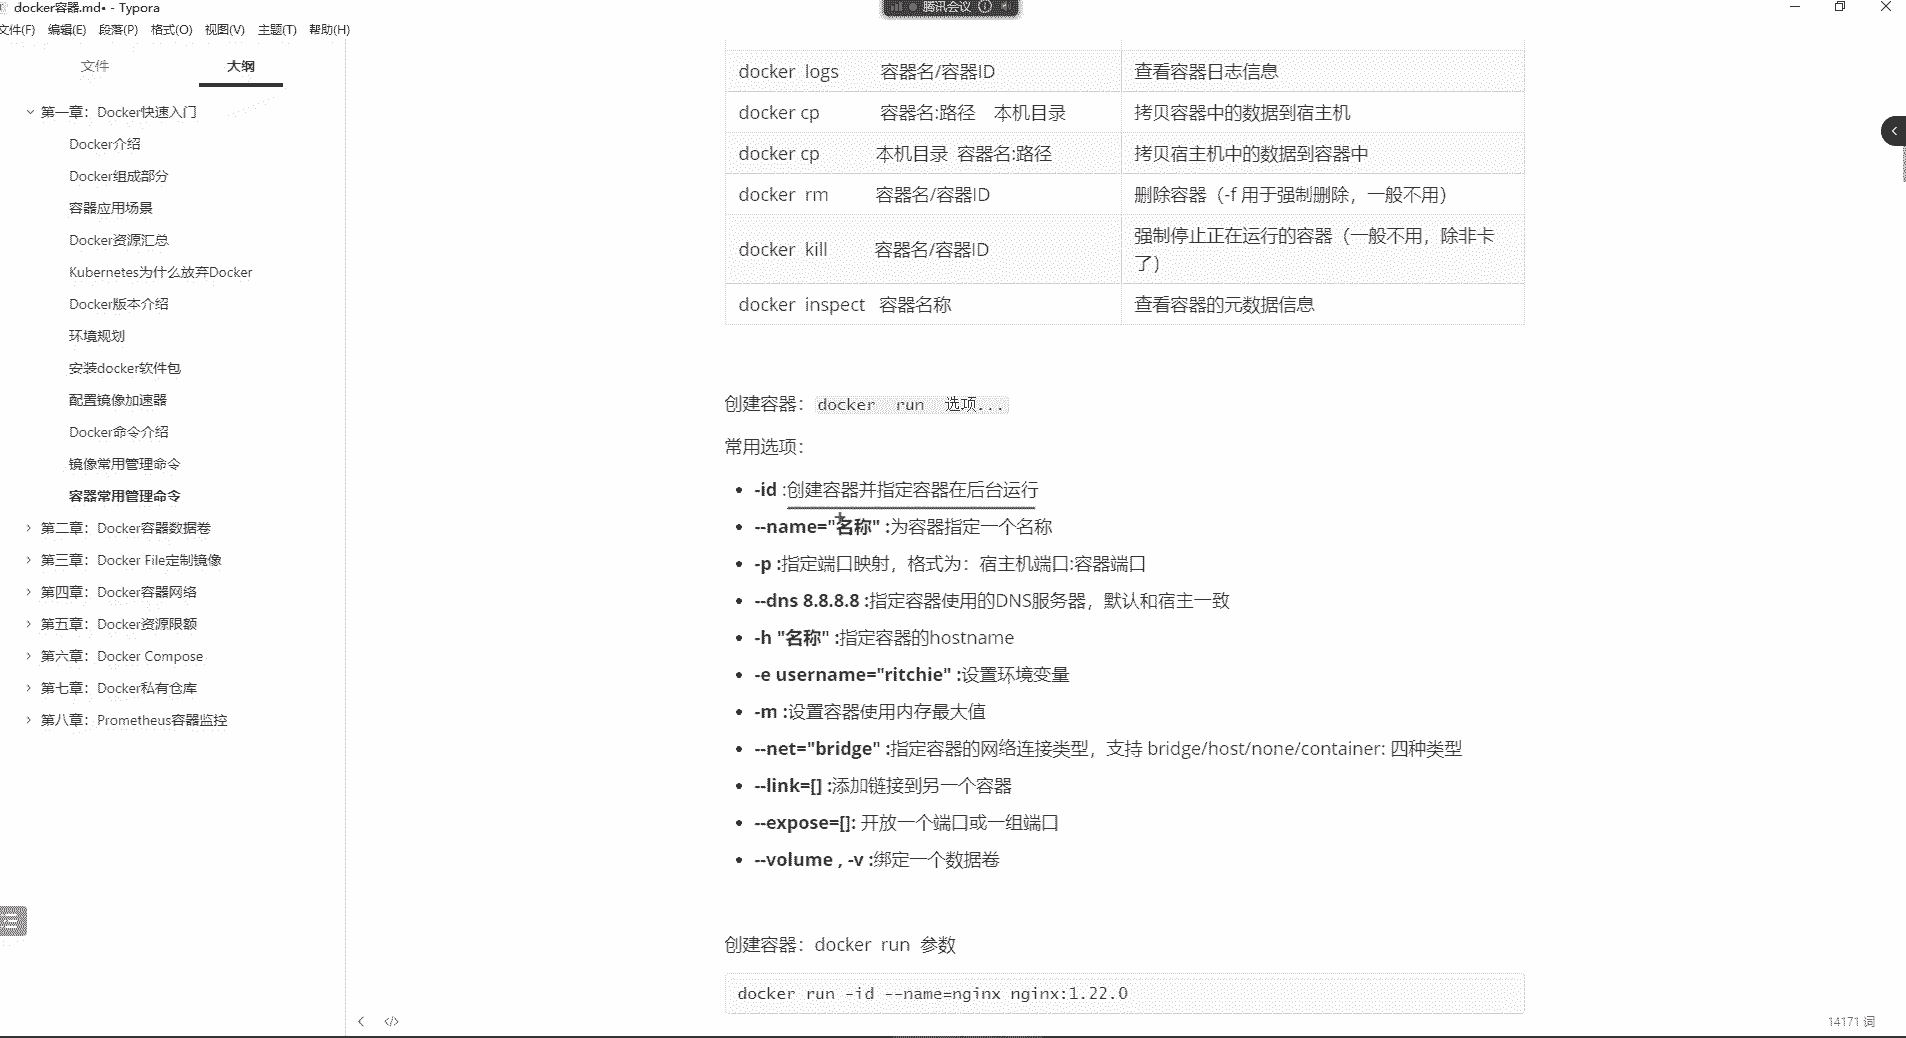 docker容器.md• - Typora
腾讯会议
文件(F) 编辑(E) 段落(P) 格式(O) 视图(V) 主题(T) 帮助(H)
文件 大纲
第一章：Docker快速入门
Docker介绍
Docker组成部分
容器应用场景
Docker资源汇总
Kubernetes为什么放弃Docker
Docker版本介绍
环境规划
安装docker软件包
配置镜像加速器
Docker命令介绍
镜像常用管理命令
容器常用管理命令
第二章：Docker容器数据卷
第三章：Docker File定制镜像
第四章：Docker容器网络
第五章：Docker资源限额
第六章：Docker Compose
第七章：Docker私有仓库
第八章：Prometheus容器监控
docker logs 容器名/容器ID 查看容器日志信息
docker cp 容器名:路径 本机目录 拷贝容器中的数据到宿主机
docker cp 本机目录 容器名:路径 拷贝宿主机中的数据到容器中
docker rm 容器名/容器ID 删除容器（-f 用于强制删除，一般不用）
docker kill 容器名/容器ID 强制停止正在运行的容器（一般不用，除非卡
了）
docker inspect 容器名称 查看容器的元数据信息
创建容器：docker run 选项...
常用选项：
-id :创建容器并指定容器在后台运行
--name="名称" :为容器指定一个名称
-p :指定端口映射，格式为：宿主机端口:容器端口
--dns 8.8.8.8 :指定容器使用的DNS服务器，默认和宿主一致
-h "名称" :指定容器的hostname
-e username="ritchie" :设置环境变量
-m :设置容器使用内存最大值
--net="bridge" :指定容器的网络连接类型，支持 bridge/host/none/container: 四种类型
--link=[] :添加链接到另一个容器
--expose=[]: 开放一个端口或一组端口
--volume , -v :绑定一个数据卷
创建容器：docker run 参数
docker run -id --name=nginx nginx:1.22.0
14171 词